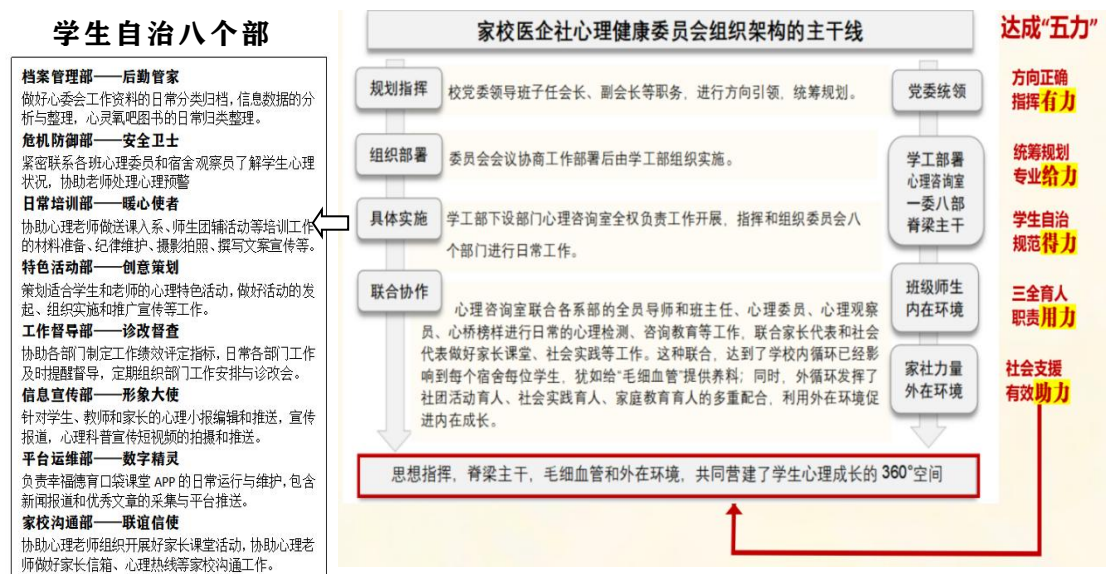 学生自治八个部
档案管理部——后勤管家
做好心委会工作资料的日常分类归档，信息数据的分
析与整理，心灵氧吧图书的日常归类整理。
危机防御部——安全卫士
紧密联系各班心理委员和宿舍观察员了解学生心理
状况，协助老师处理心理预警
日常培训部——暖心使者
协助心理老师做送课入系、师生团辅活动等培训工作
的材料准备、纪律维护、摄影拍照、撰写文案宣传等。
特色活动部——创意策划
策划适合学生和老师的心理特色活动，做好活动的发
起、组织实施和推广宣传等工作。
工作督导部——诊改督查
协助各部门制定工作绩效评定指标，日常各部门工作
及时提醒督导，定期组织部门工作安排与诊改会。
信息宣传部——形象大使
针对学生、教师和家长的心理小报编辑和推送，宣传
报道，心理科普宣传短视频的拍摄和推送。
平台运维部——数字精灵
负责幸福德育口袋课堂 APP 的日常运行与维护，包含
新闻报道和优秀文章的采集与平台推送。
家校沟通部——联谊信使
协助心理老师组织开展好家长课堂活动，协助心理老
师做好家长信箱、心理热线等家校沟通工作。
家校医企社心理健康委员会组织架构的主干线
规划指挥
校党委领导班子任会长、副会长等职务，进行方向引领，统筹规划。
组织部署
委员会会议协商工作部署后由学工部组织实施。
具体实施
学工部下设部门心理咨询室全权负责工作开展，指挥和组织委员会八
个部门进行日常工作。
联合协作
心理咨询室联合各系部的全员导师和班主任、心理委员、心理观察
员、心桥榜样进行日常的心理检测、咨询教育等工作，联合家长代表和社会
代表做好家长课堂、社会实践等工作。这种联合，达到了学校内循环已经影
响到每个宿舍每位学生，犹如给“毛细血管”提供养料；同时，外循环发挥了
社团活动育人、社会实践育人、家庭教育育人的多重配合，利用外在环境促
进内在成长。
党委统领
学工部署
心理咨询室
一委八部
脊梁主干
班级师生
内在环境
家社力量
外在环境
思想指挥，脊梁主干，毛细血管和外在环境，共同营建了学生心理成长的 360°空间
达成“五力”
方向正确
指挥有力
统筹规划
专业给力
学生自治
规范得力
三全育人
职责用力
社会支援
有效助力